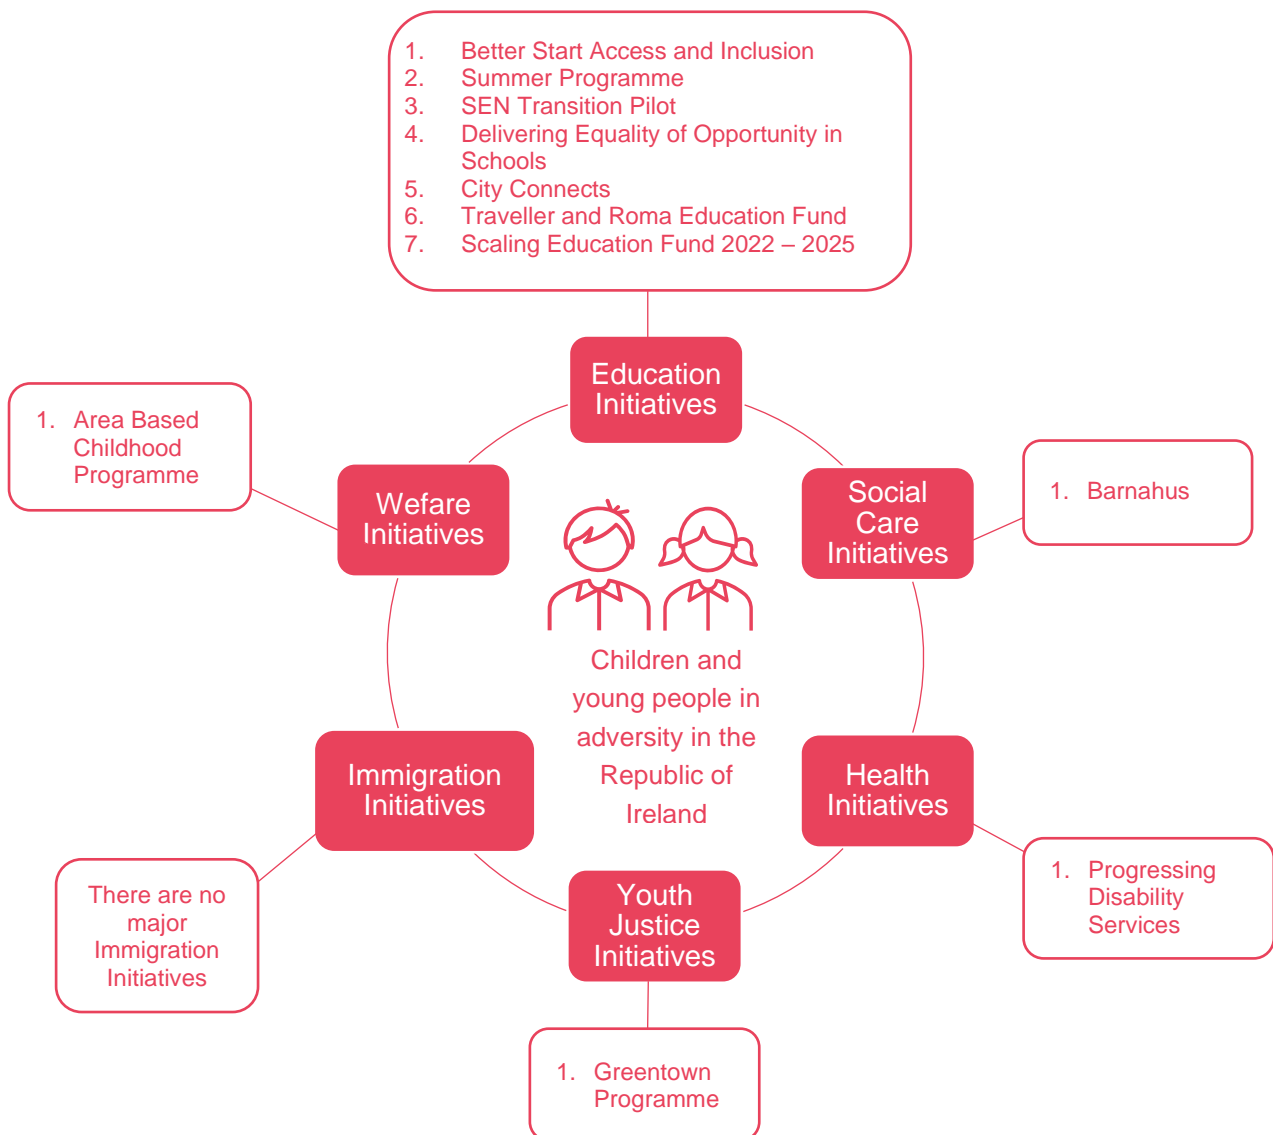 1. Better Start Access and Inclusion
2. Summer Programme
3. SEN Transition Pilot
4. Delivering Equality of Opportunity in
Schools
5. City Connects
6. Traveller and Roma Education Fund
7. Scaling Education Fund 2022 – 2025
Education
Initiatives
1. Area Based
Childhood
Programme
Wefare
Initiatives
Social
Care
Initiatives
1. Barnahus
Children and
young people in
adversity in the
Republic of
Ireland
Immigration
Initiatives
Health
Initiatives
There are no
major
Immigration
Initiatives
Youth
Justice
Initiatives
1. Progressing
Disability
Services
1. Greentown
Programme